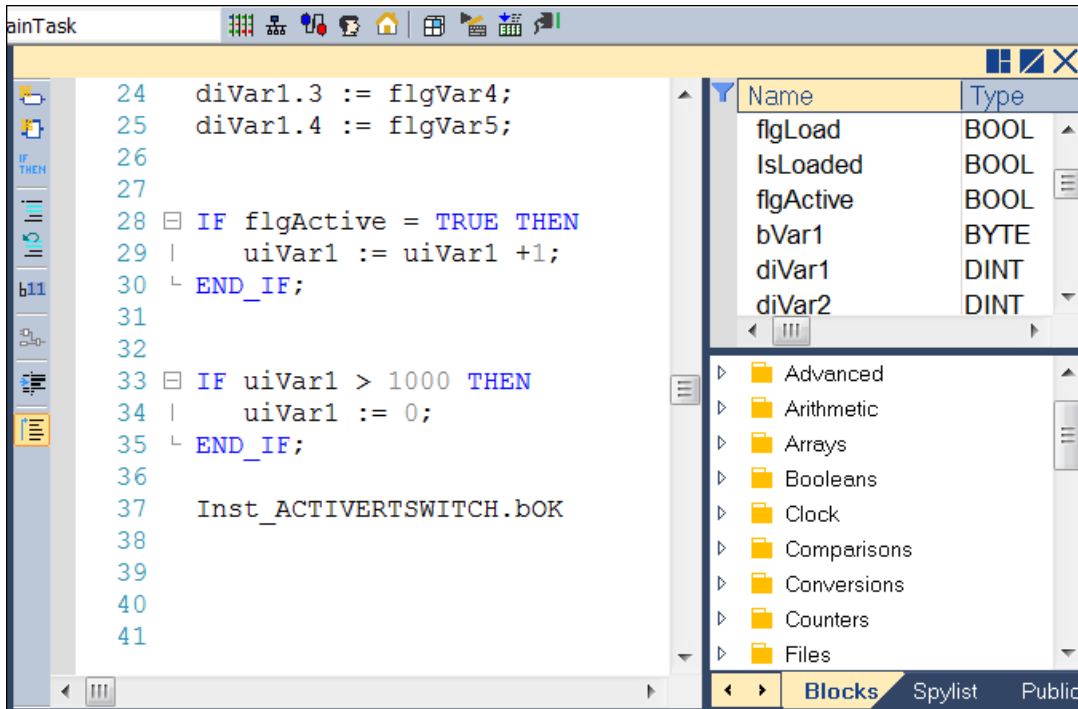 ainTask
24 diVar1.3 := flgVar4;
25 diVar1.4 := flgVar5;
26
27
28 IF flgActive = TRUE THEN
29 uiVar1 := uiVar1 +1;
30 END_IF;
31
32
33 IF uiVar1 > 1000 THEN
34 uiVar1 := 0;
35 END_IF;
36
37 Inst_ACTIVERTSWITCH.bOK
38
39
40
41
IF
THEN
b11
Name Type
flgLoad BOOL
IsLoaded BOOL
flgActive BOOL
bVar1 BYTE
diVar1 DINT
diVar2 DINT
Advanced
Arithmetic
Arrays
Booleans
Clock
Comparisons
Conversions
Counters
Files
Blocks Spylist Public